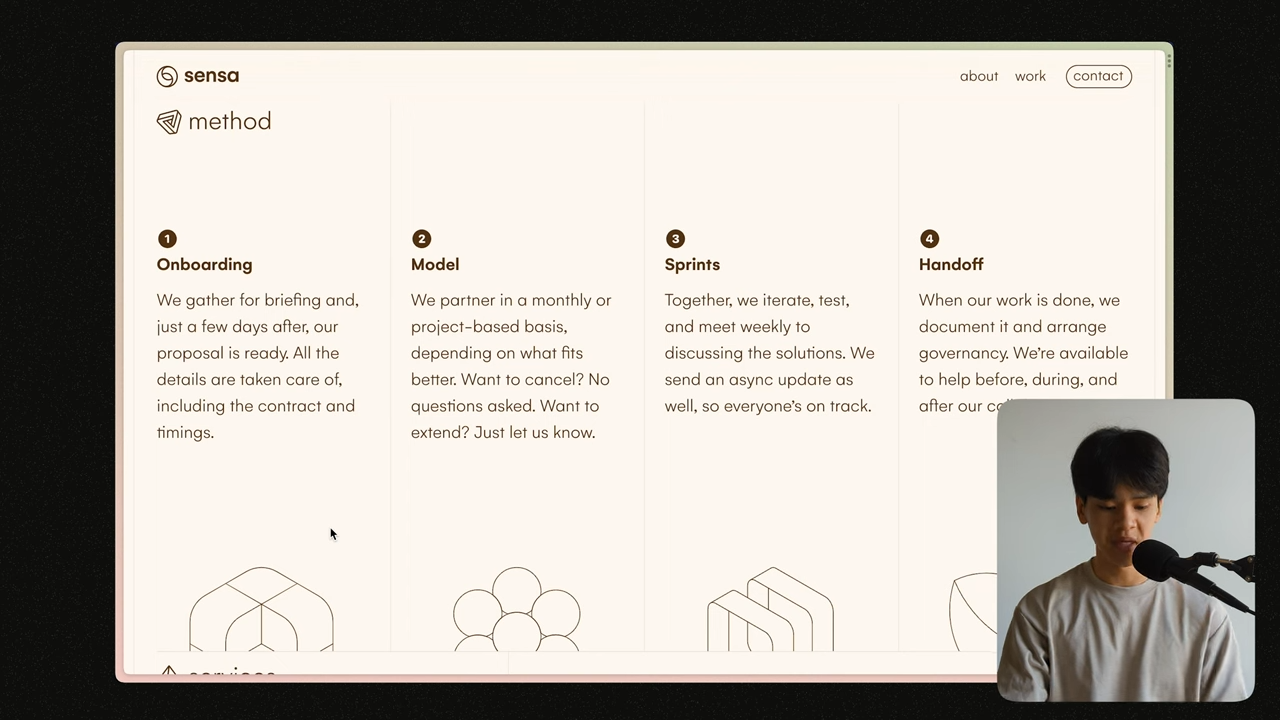 sensa
about work contact
method
1
Onboarding
We gather for briefing and,
just a few days after, our
proposal is ready. All the
details are taken care of,
including the contract and
timings.
2
Model
We partner in a monthly or
project-based basis,
depending on what fits
better. Want to cancel? No
questions asked. Want to
extend? Just let us know.
3
Sprints
Together, we iterate, test,
and meet weekly to
discussing the solutions. We
send an async update as
well, so everyone's on track.
4
Handoff
When our work is done, we
document it and arrange
governancy. We're available
to help before, during, and
after our
services